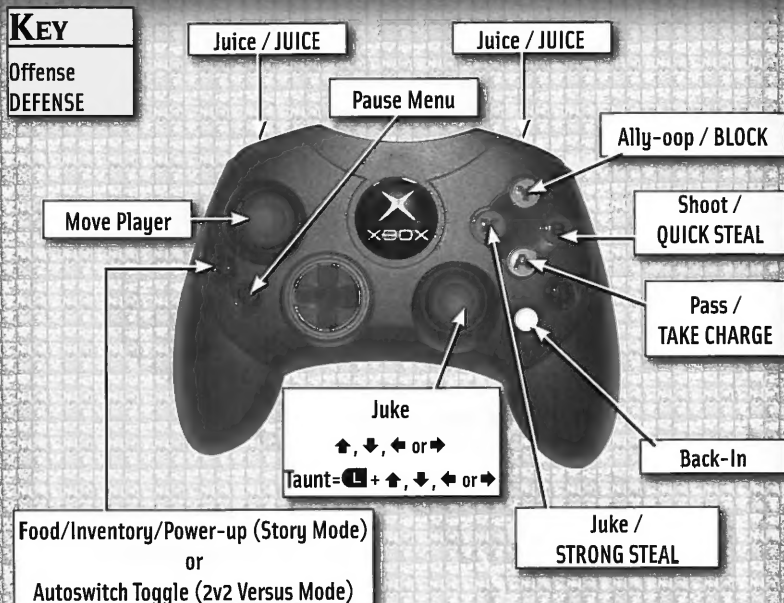 KEY
Offense
DEFENSE
Juice / JUICE
Juice / JUICE
Pause Menu
Ally-oop / BLOCK
Move Player
Shoot /
QUICK STEAL
XBOX
Pass /
TAKE CHARGE
Juke
⬆, ⬇, ⬅ or ➡
Taunt= L + ⬆, ⬇, ⬅ or ➡
Back-In
Food/Inventory/Power-up (Story Mode)
or
Autoswitch Toggle (2v2 Versus Mode)
Juke /
STRONG STEAL